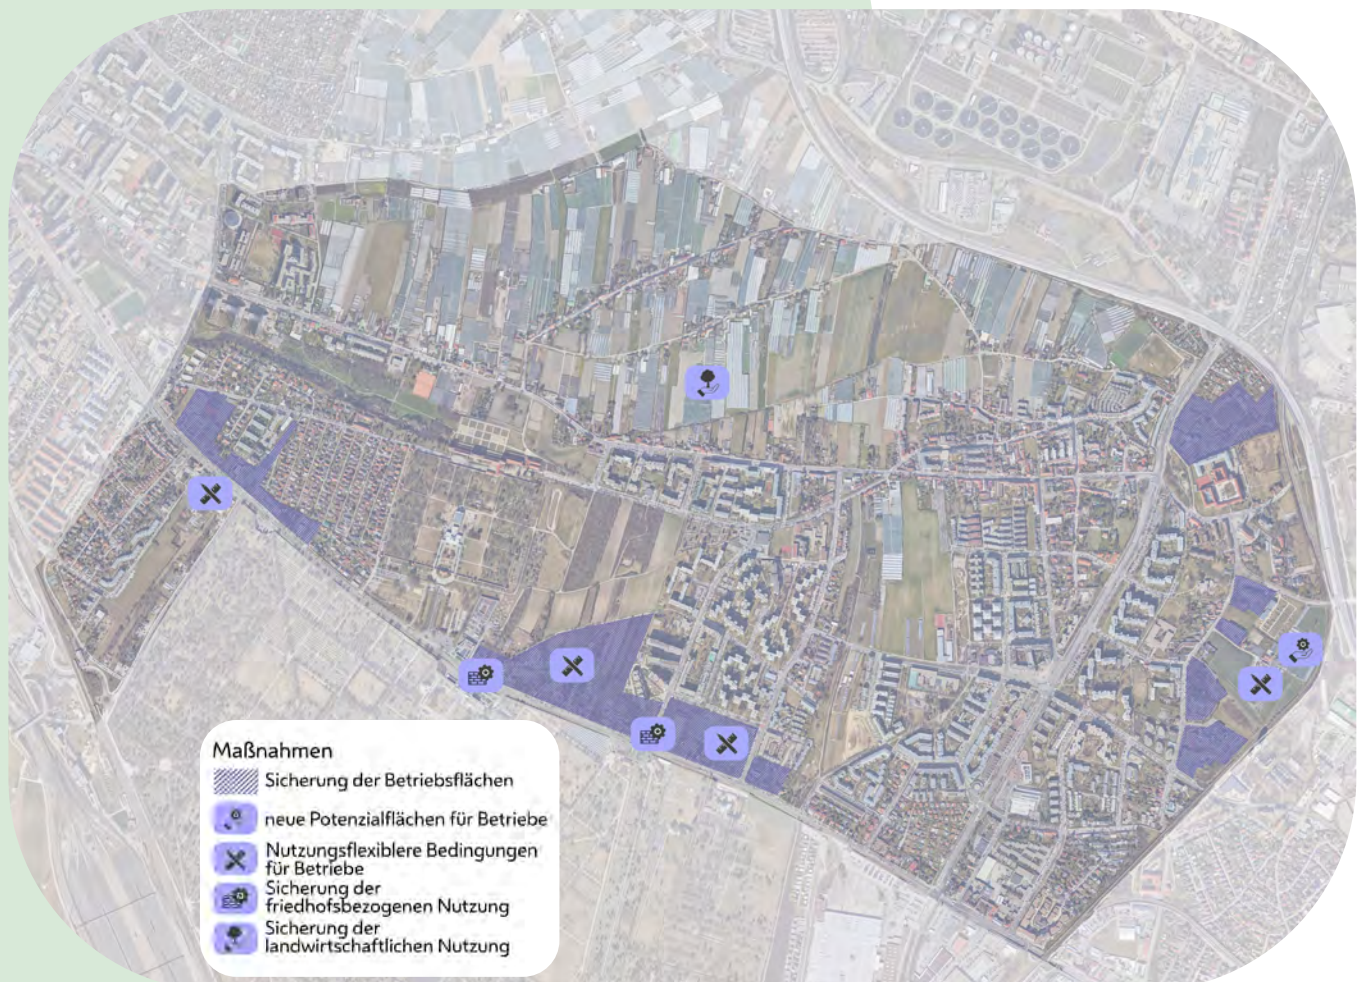 Maßnahmen
Sicherung der Betriebsflächen
neue Potenzialflächen für Betriebe
Nutzungsflexiblere Bedingungen
für Betriebe
Sicherung der
friedhofsbezogenen Nutzung
Sicherung der
landwirtschaftlichen Nutzung